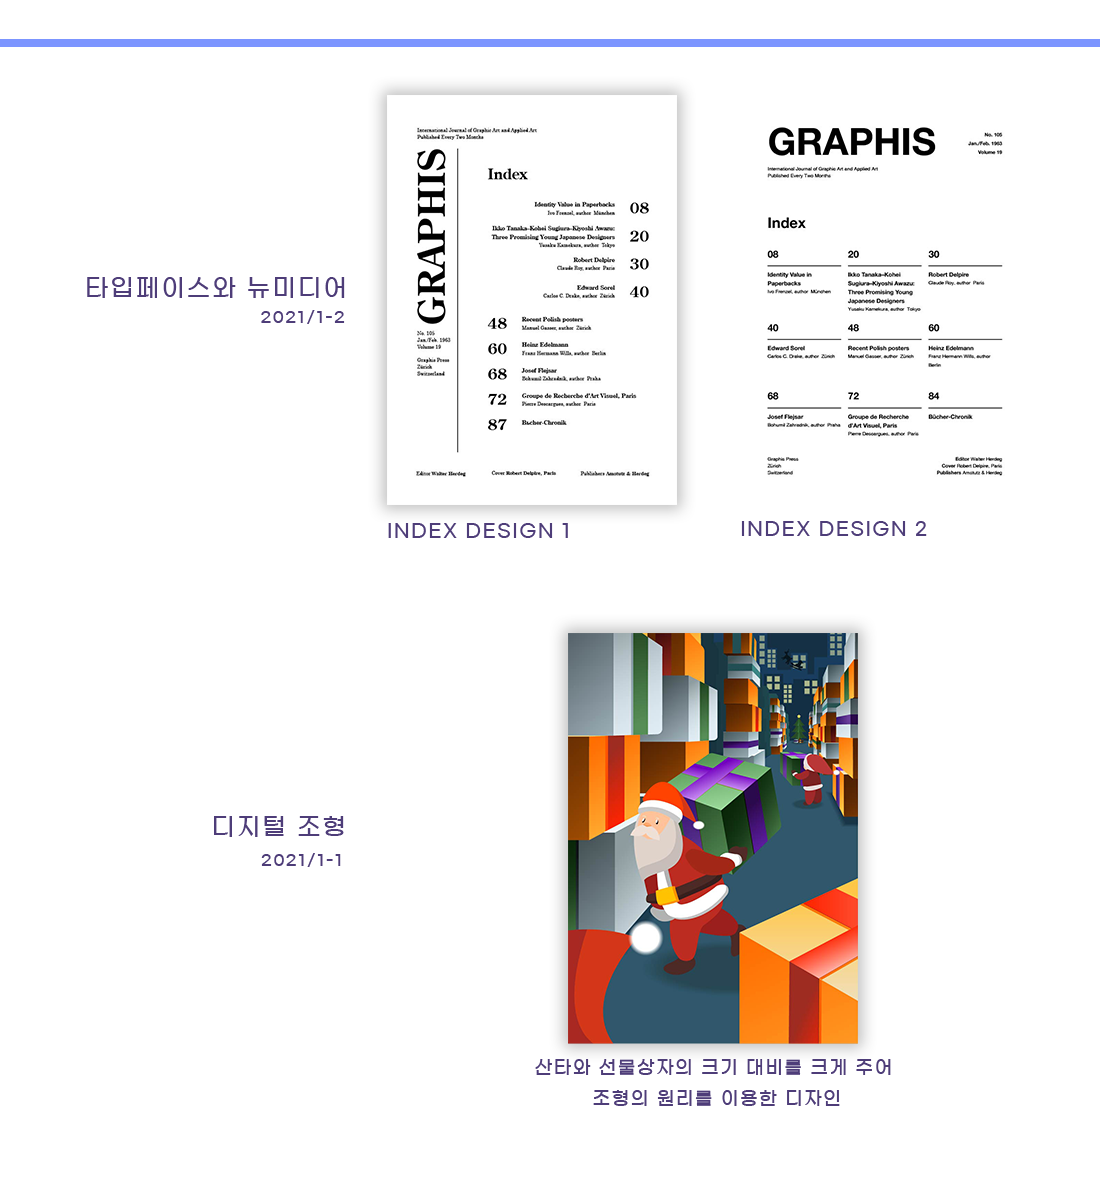 타입페이스와 뉴미디어
2021/1-2
International Journal of Graphic Art and Applied Art
Published Every Two Months
GRAPHIS
No. 105
Jan./Feb. 1963
Volume 19
Graphis Press
Zürich
Switzerland
Index
Identity Value in Paperbacks
Ivo Frenzel, author München
08
Ikko Tanaka–Kohei Sugiura–Kiyoshi Awazu:
Three Promising Young Japanese Designers
Yusaku Kamekura, author Tokyo
20
Robert Delpire
Claude Roy, author Paris
30
Edward Sorel
Carlos C. Drake, author Zürich
40
48
Recent Polish posters
Manuel Gasser, author Zürich
60
Heinz Edelmann
Franz Hermann Wills, author Berlin
68
Josef Flejsar
Bohumil Zahradnik, author Praha
72
Groupe de Recherche d'Art Visuel, Paris
Pierre Descargues, author Paris
87
Bücher-Chronik
Editor Walter Herdeg
Cover Robert Delpire, Paris
Publishers Amstutz & Herdeg
INDEX DESIGN 1
GRAPHIS
No. 105
Jan./Feb. 1963
Volume 19
International Journal of Graphic Art and Applied Art
Published Every Two Months
Index
08
Identity Value in
Paperbacks
Ivo Frenzel, author München
20
Ikko Tanaka–Kohei
Sugiura–Kiyoshi Awazu:
Three Promising Young
Japanese Designers
Yusaku Kamekura, author Tokyo
30
Robert Delpire
Claude Roy, author Paris
40
Edward Sorel
Carlos C. Drake, author Zürich
48
Recent Polish posters
Manuel Gasser, author Zürich
60
Heinz Edelmann
Franz Hermann Wills, author
Berlin
68
Josef Flejsar
Bohumil Zahradnik, author Praha
72
Groupe de Recherche
d'Art Visuel, Paris
Pierre Descargues, author Paris
84
Bücher-Chronik
Graphis Press
Zürich
Switzerland
Editor Walter Herdeg
Cover Robert Delpire, Paris
Publishers Amstutz & Herdeg
INDEX DESIGN 2
디지털 조형
2021/1-1
산타와 선물상자의 크기 대비를 크게 주어
조형의 원리를 이용한 디자인